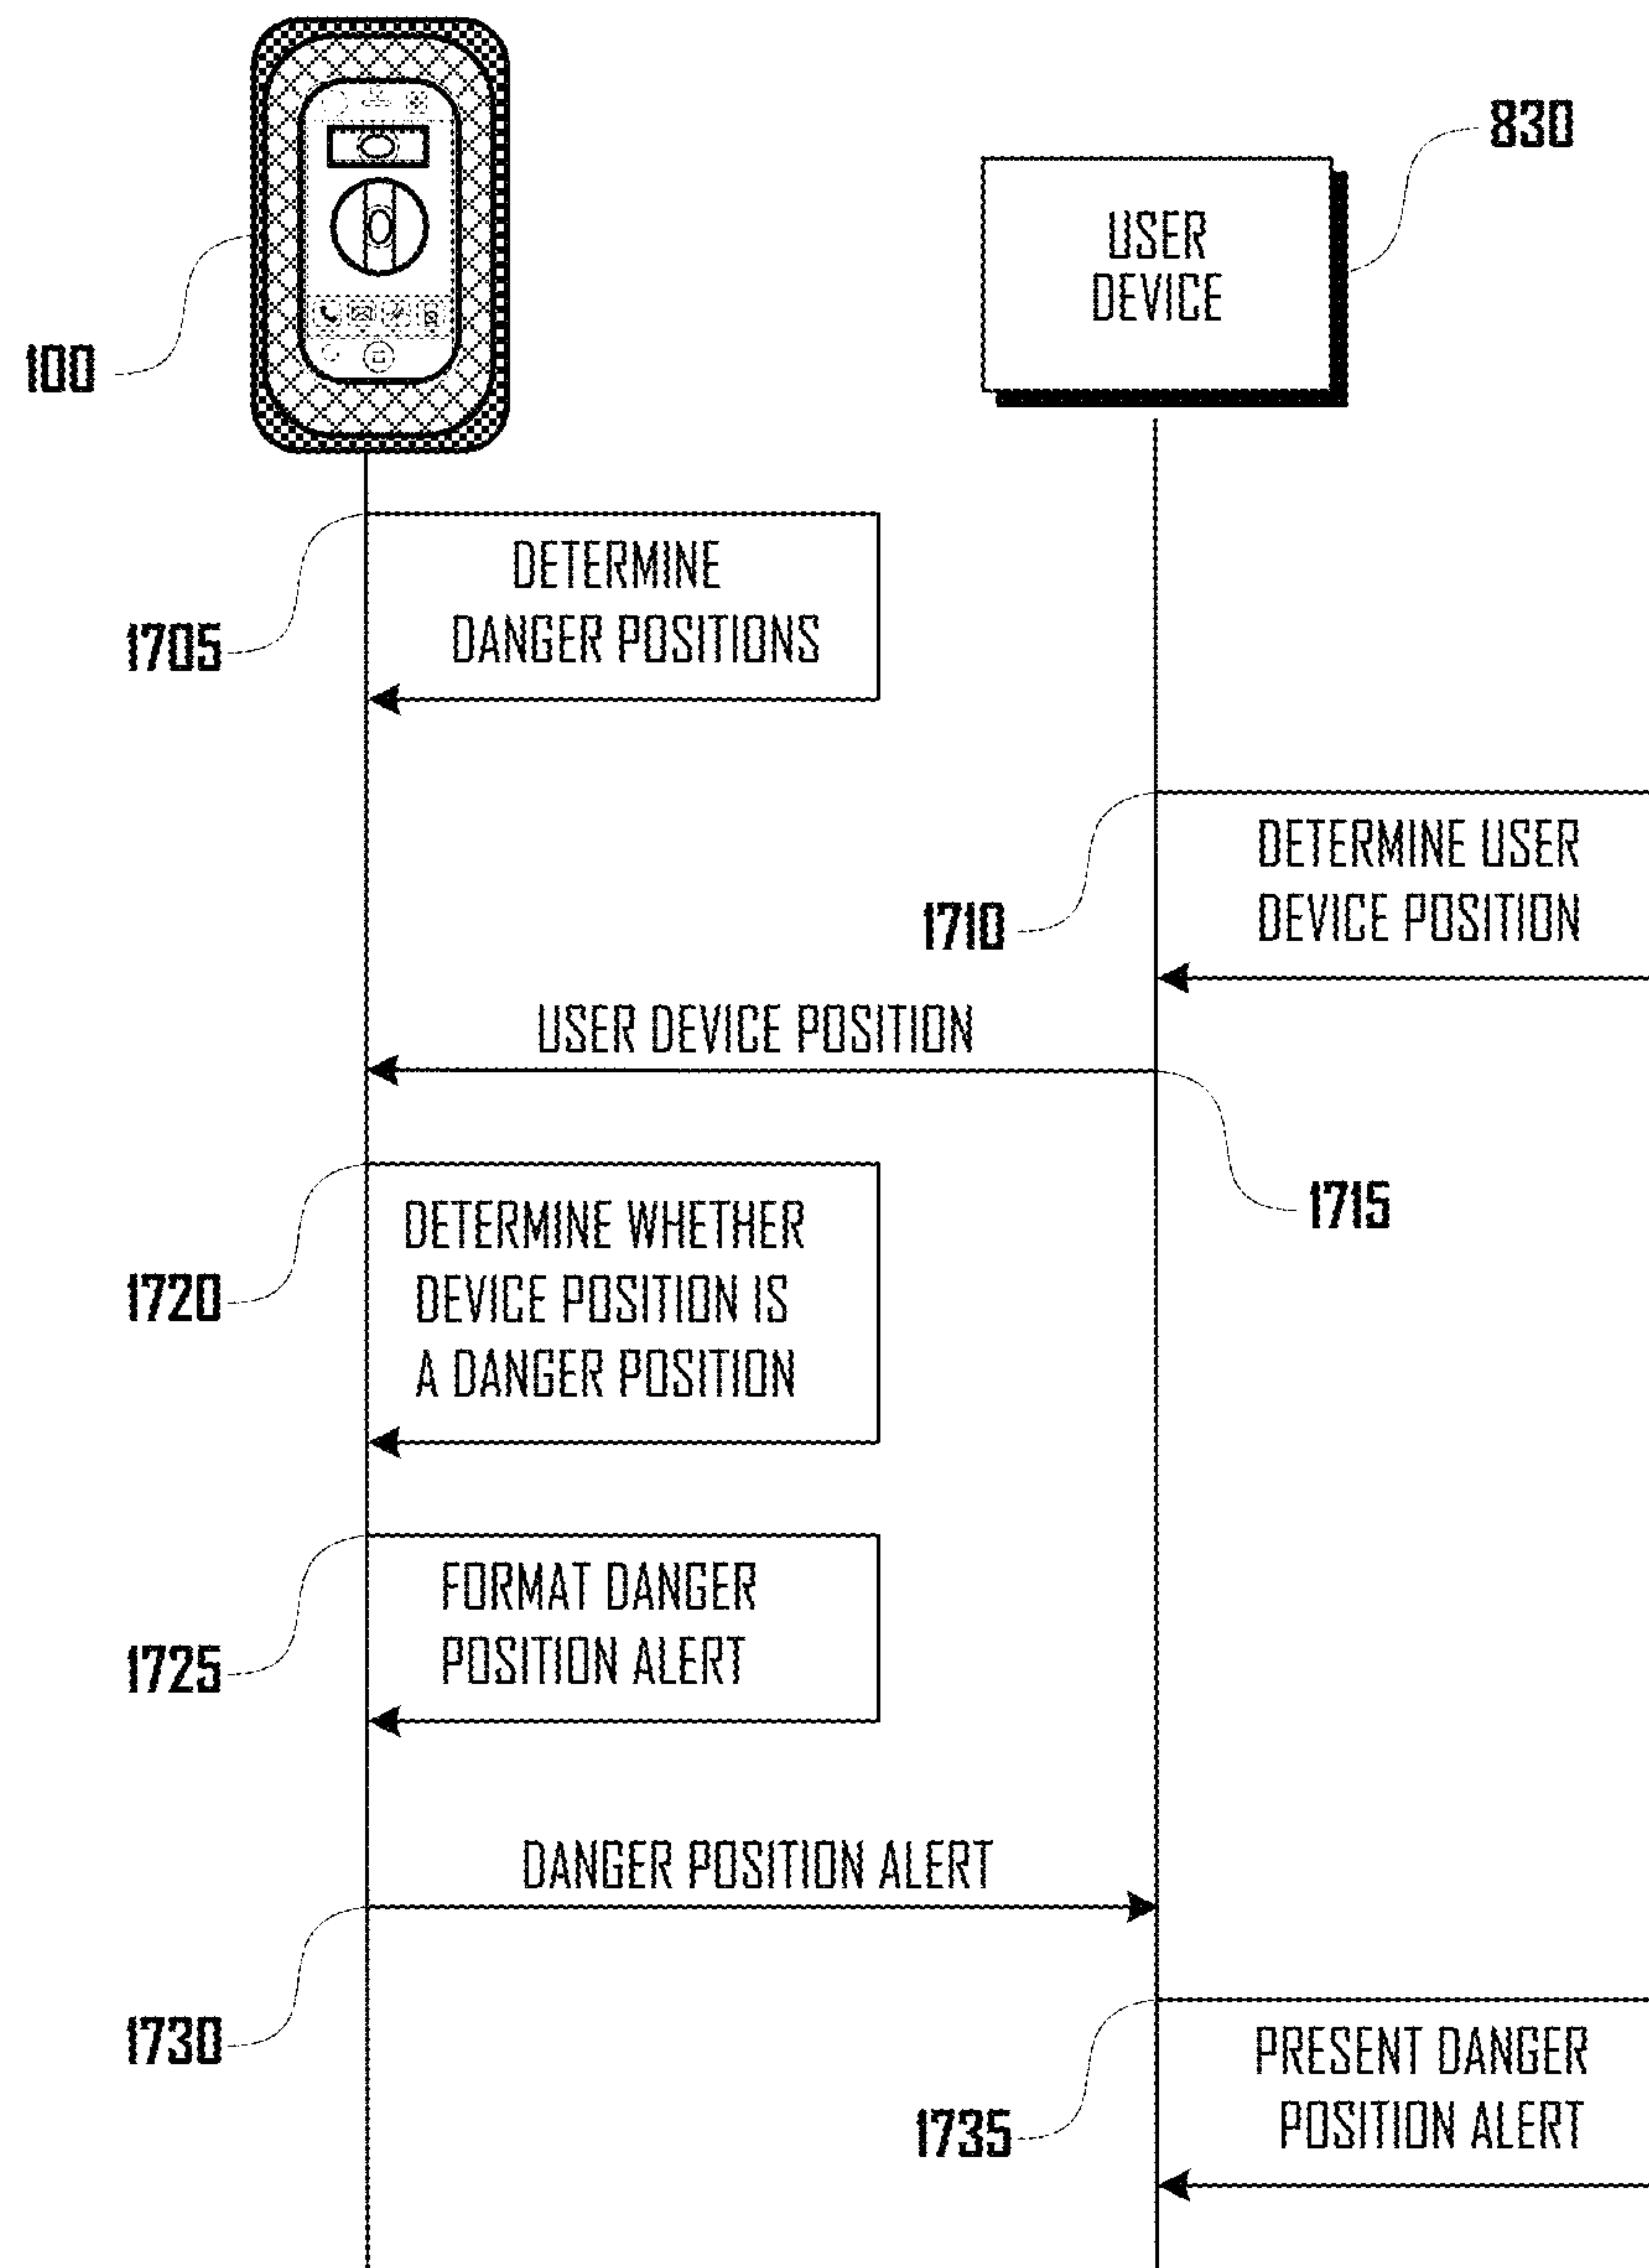 830
USER
DEVICE
100
DETERMINE
DANGER POSITIONS
1705
DETERMINE USER
DEVICE POSITION
1710
USER DEVICE POSITION
1715
DETERMINE WHETHER
DEVICE POSITION IS
A DANGER POSITION
1720
FORMAT DANGER
POSITION ALERT
1725
DANGER POSITION ALERT
1730
PRESENT DANGER
POSITION ALERT
1735